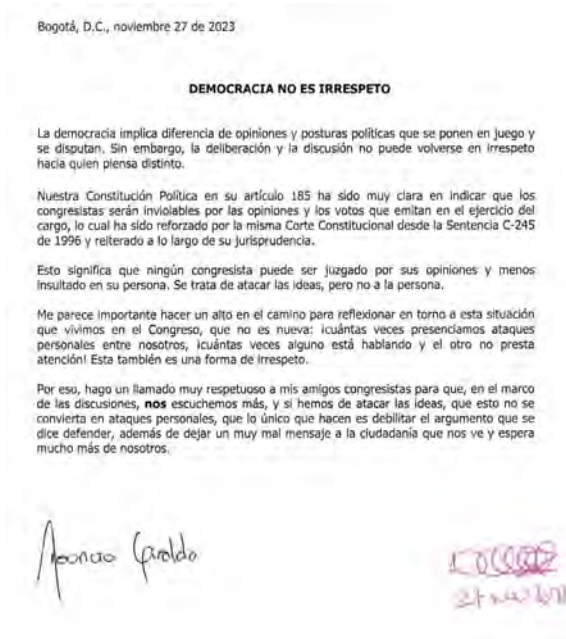 Bogotá, D.C., noviembre 27 de 2023
DEMOCRACIA NO ES IRRESPETO
La democracia implica diferencia de opiniones y posturas políticas que se ponen en juego y
se disputan. Sin embargo, la deliberación y la discusión no puede volverse en irrespeto
hacia quien piensa distinto.
Nuestra Constitución Política en su artículo 185 ha sido muy clara en indicar que los
congresistas serán inviolables por las opiniones y los votos que emitan en el ejercicio del
cargo, lo cual ha sido reforzado por la misma Corte Constitucional desde la Sentencia C-245
de 1996 y reiterado a lo largo de su jurisprudencia.
Esto significa que ningún congresista puede ser juzgado por sus opiniones y menos
insultado en su persona. Se trata de atacar las ideas, pero no a la persona.
Me parece importante hacer un alto en el camino para reflexionar en torno a esta situación
que vivimos en el Congreso, que no es nueva: ¡cuántas veces presenciamos ataques
personales entre nosotros, ¡cuántas veces alguno está hablando y el otro no presta
atención! Esta también es una forma de irrespeto.
Por eso, hago un llamado muy respetuoso a mis amigos congresistas para que, en el marco
de las discusiones, nos escuchemos más, y si hemos de atacar las ideas, que esto no se
convierta en ataques personales, que lo único que hacen es debilitar el argumento que se
dice defender, además de dejar un muy mal mensaje a la ciudadanía que nos ve y espera
mucho más de nosotros.
Giraldo